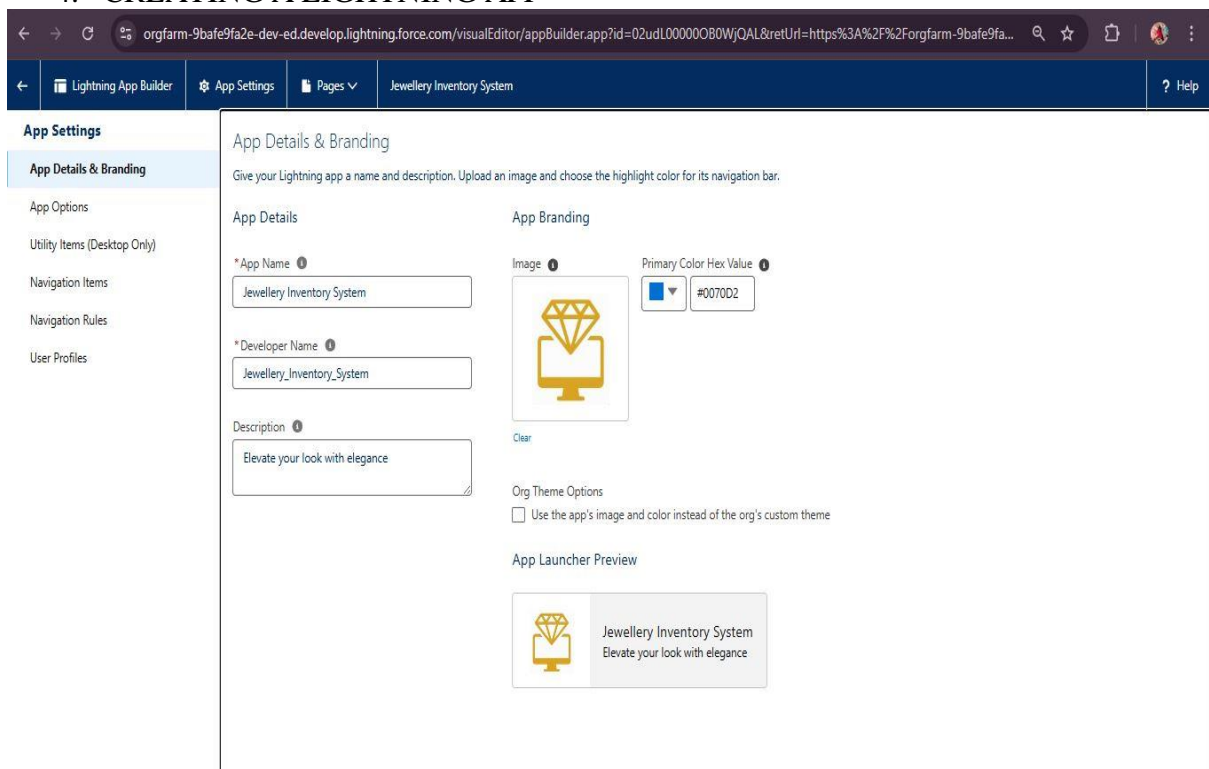 4. CREATING A LIGHTNING APP
orgfarm-9bafe9fa2e-dev-ed.develop.lightning.force.com/visualEditor/appBuilder.app?id=02udL00000OB0WjQAL&retUrl=https%3A%2F%2Forgfarm-9bafe9fa...
Lightning App Builder App Settings Pages Jewellery Inventory System ? Help
App Settings
App Details & Branding
App Options
Utility Items (Desktop Only)
Navigation Items
Navigation Rules
User Profiles
App Details & Branding
Give your Lightning app a name and description. Upload an image and choose the highlight color for its navigation bar.
App Details
*App Name
Jewellery Inventory System
*Developer Name
Jewellery_Inventory_System
Description
Elevate your look with elegance
App Branding
Image
Primary Color Hex Value
#0070D2
Clear
Org Theme Options
Use the app's image and color instead of the org's custom theme
App Launcher Preview
Jewellery Inventory System
Elevate your look with elegance